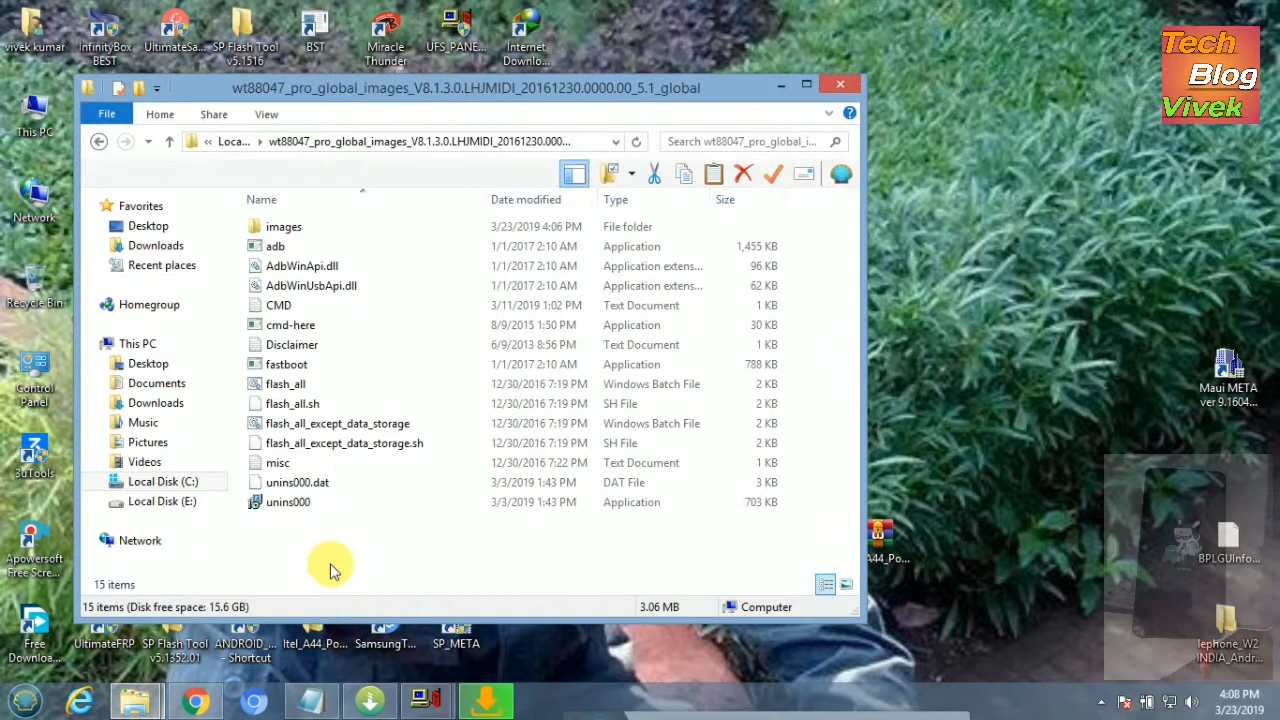 vivek kumar
InfinityBox
BEST
UltimateSa...
SP Flash Tool
v5.1516
BST
Miracle
Thunder
UFS_PANE...
Internet
Downlo...
Tech
Blog
Vivek
wt88047_pro_global_images_V8.1.3.0.LHJMIDI_20161230.0000.00_5.1_global
File
Home
Share
View
Loca...
wt88047_pro_global_images_V8.1.3.0.LHJMIDI_20161230.000...
Search wt88047_pro_global_i...
Name
Date modified
Type
Size
images 3/23/2019 4:06 PM File folder
adb 1/1/2017 2:10 AM Application 1,455 KB
AdbWinApi.dll 1/1/2017 2:10 AM Application extens... 96 KB
AdbWinUsbApi.dll 1/1/2017 2:10 AM Application extens... 62 KB
CMD 3/11/2019 1:02 PM Text Document 1 KB
cmd-here 8/9/2015 1:50 PM Application 30 KB
Disclaimer 6/9/2013 8:56 PM Text Document 1 KB
fastboot 1/1/2017 2:10 AM Application 788 KB
flash_all 12/30/2016 7:19 PM Windows Batch File 2 KB
flash_all.sh 12/30/2016 7:19 PM SH File 2 KB
flash_all_except_data_storage 12/30/2016 7:19 PM Windows Batch File 2 KB
flash_all_except_data_storage.sh 12/30/2016 7:19 PM SH File 2 KB
misc 12/30/2016 7:22 PM Text Document 1 KB
unins000.dat 3/3/2019 1:43 PM DAT File 3 KB
unins000 3/3/2019 1:43 PM Application 703 KB
Favorites
Desktop
Downloads
Recent places
Homegroup
This PC
Desktop
Documents
Downloads
Music
Pictures
Videos
Local Disk (C:)
Local Disk (E:)
Network
15 items
15 items (Disk free space: 15.6 GB)
3.06 MB
Computer
This PC
Network
Recycle Bin
Control
Panel
3uTools
Apowersoft
Free Scre...
Free
Downloa...
UltimateFRP
SP Flash Tool
v5.1352.01
ANDROID_...
- Shortcut
Itel_A44_Po...
SamsungT...
SP_META
Maui META
ver 9.1604...
A44_Po...
BPLGUInfo...
lephone_W2
INDIA_Andr...
4:08 PM
3/23/2019